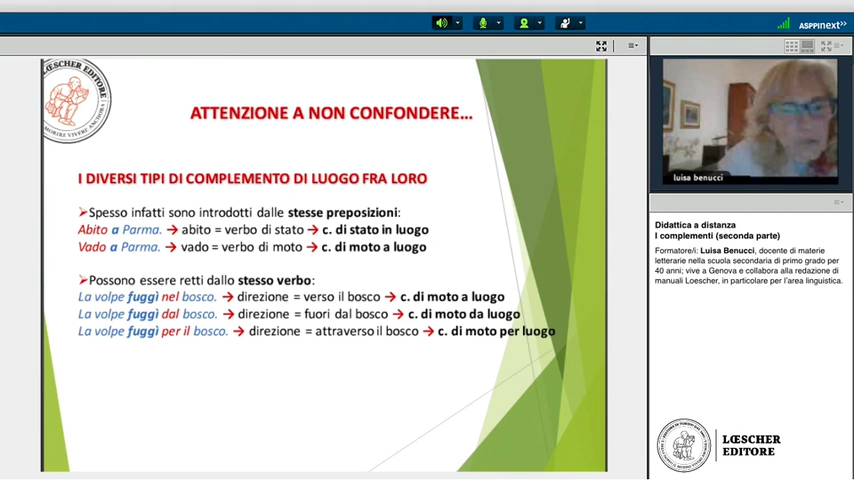 ASPPInext>>
LŒSCHER EDITORE
MORIRE VIVERE ANCHORA
ATTENZIONE A NON CONFONDERE...
I DIVERSI TIPI DI COMPLEMENTO DI LUOGO FRA LORO
➢Spesso infatti sono introdotti dalle stesse preposizioni:
Abito a Parma. → abito = verbo di stato → c. di stato in luogo
Vado a Parma. → vado = verbo di moto → c. di moto a luogo
➢Possono essere retti dallo stesso verbo:
La volpe fuggì nel bosco. → direzione = verso il bosco → c. di moto a luogo
La volpe fuggì dal bosco. → direzione = fuori dal bosco → c. di moto da luogo
La volpe fuggì per il bosco. → direzione = attraverso il bosco → c. di moto per luogo
luisa benucci
Didattica a distanza
I complementi (seconda parte)
Formatore/i: Luisa Benucci, docente di materie
letterarie nella scuola secondaria di primo grado per
40 anni; vive a Genova e collabora alla redazione di
manuali Loescher, in particolare per l'area linguistica.
LŒSCHER
EDITORE